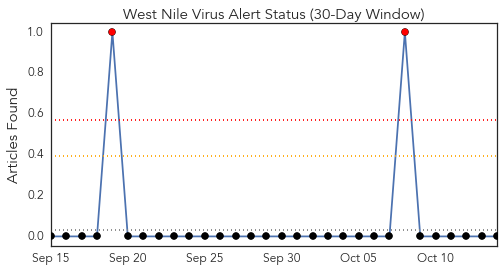 West Nile Virus Alert Status (30-Day Window)
Articles Found
1.0
0.8
0.6
0.4
0.2
0.0
Sep 15 Sep 20 Sep 25 Sep 30 Oct 05 Oct 10